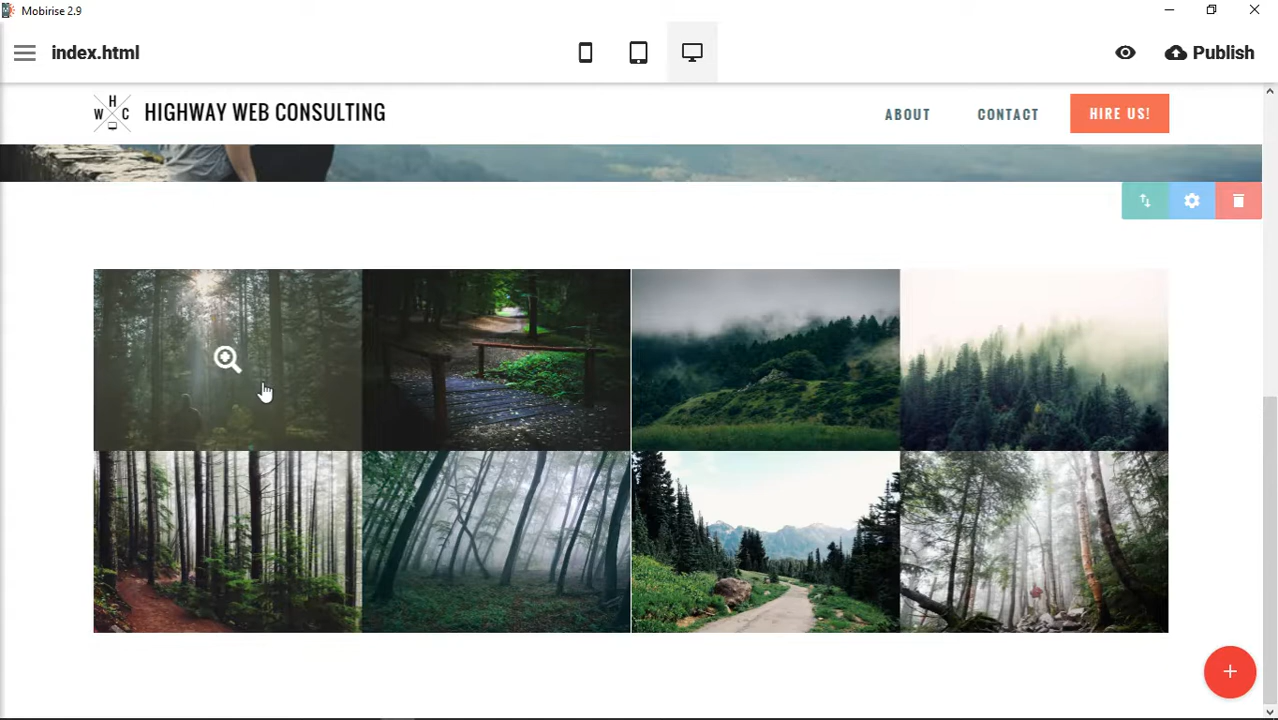 Mobirise 2.9
index.html
Publish
H
W C
HIGHWAY WEB CONSULTING
ABOUT
CONTACT
HIRE US!